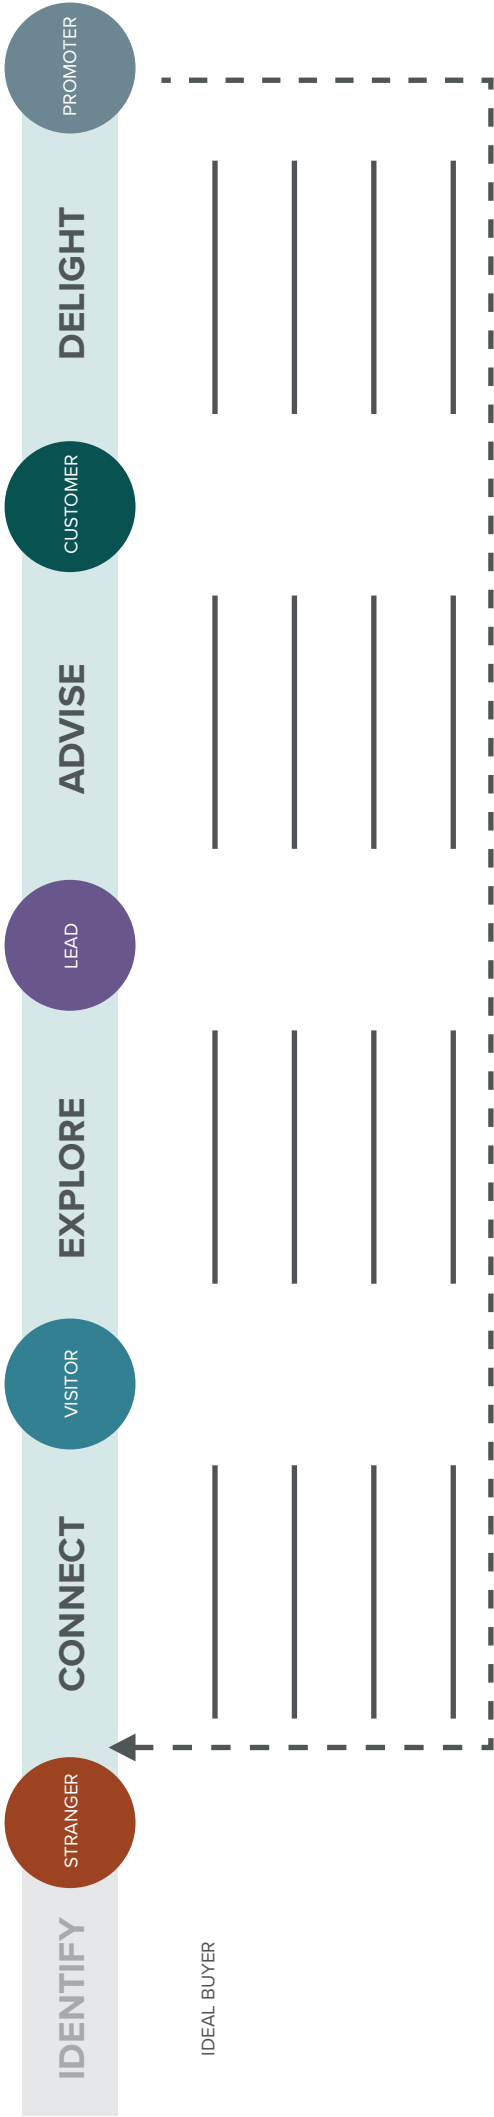 IDENTIFY
STRANGER
CONNECT
VISITOR
EXPLORE
LEAD
ADVISE
CUSTOMER
DELIGHT
PROMOTER
IDEAL BUYER